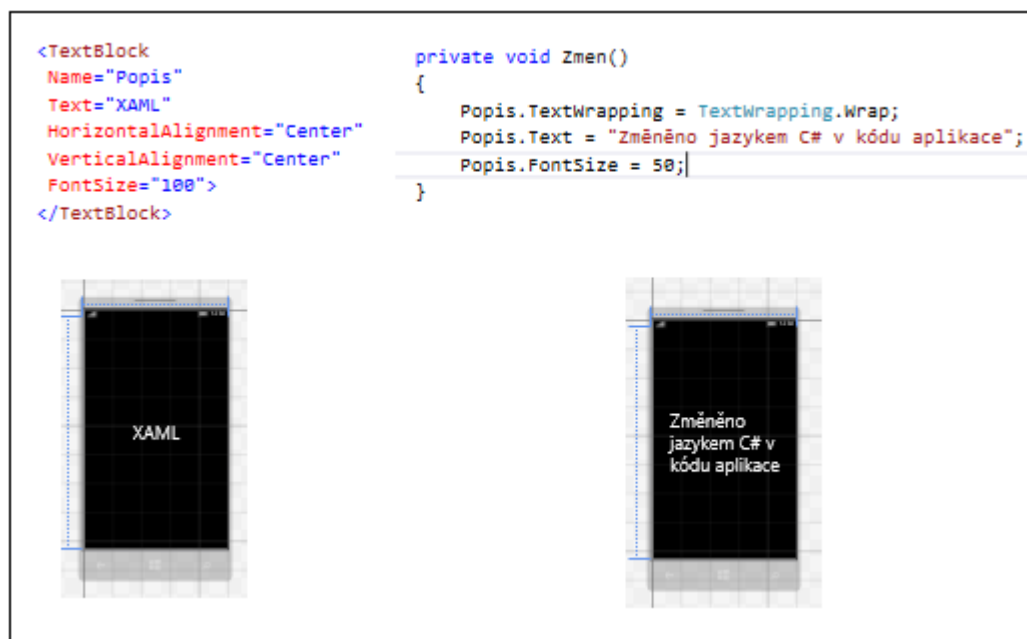 <TextBlock
Name="Popis"
Text="XAML"
HorizontalAlignment="Center"
VerticalAlignment="Center"
FontSize="100">
</TextBlock>
private void Zmen()
{
Popis.TextWrapping = TextWrapping.Wrap;
Popis.Text = "Změněno jazykem C# v kódu aplikace";
Popis.FontSize = 50;
}
XAML
Změněno
jazykem C# v
kódu aplikace